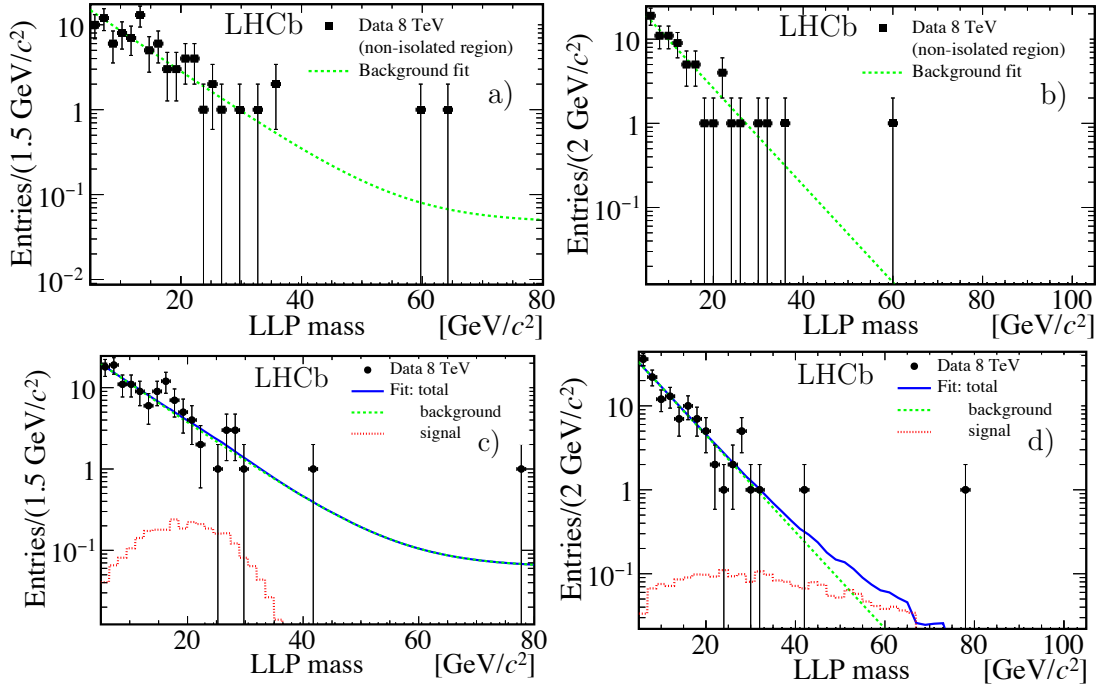 LHCb
Data 8 TeV
(non-isolated region)
Background fit
a)
Entries/(1.5 GeV/c²)
10
1
10⁻¹
10⁻²
20 40 60 80
LLP mass [GeV/c²]
LHCb
Data 8 TeV
(non-isolated region)
Background fit
b)
Entries/(2 GeV/c²)
10
1
10⁻¹
20 40 60 80 100
LLP mass [GeV/c²]
LHCb
Data 8 TeV
Fit: total
background
signal
c)
Entries/(1.5 GeV/c²)
10
1
10⁻¹
20 40 60 80
LLP mass [GeV/c²]
LHCb
Data 8 TeV
Fit: total
background
signal
d)
Entries/(2 GeV/c²)
10
1
10⁻¹
20 40 60 80 100
LLP mass [GeV/c²]